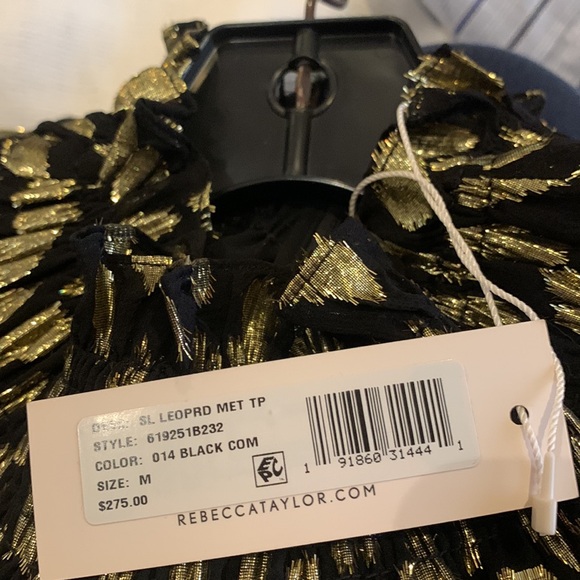 SL LEOPRD MET TP
STYLE: 619251B232
COLOR: 014 BLACK COM
SIZE: M
$275.00
EPC
1 91860 31444 1
REBECCATAYLOR.COM